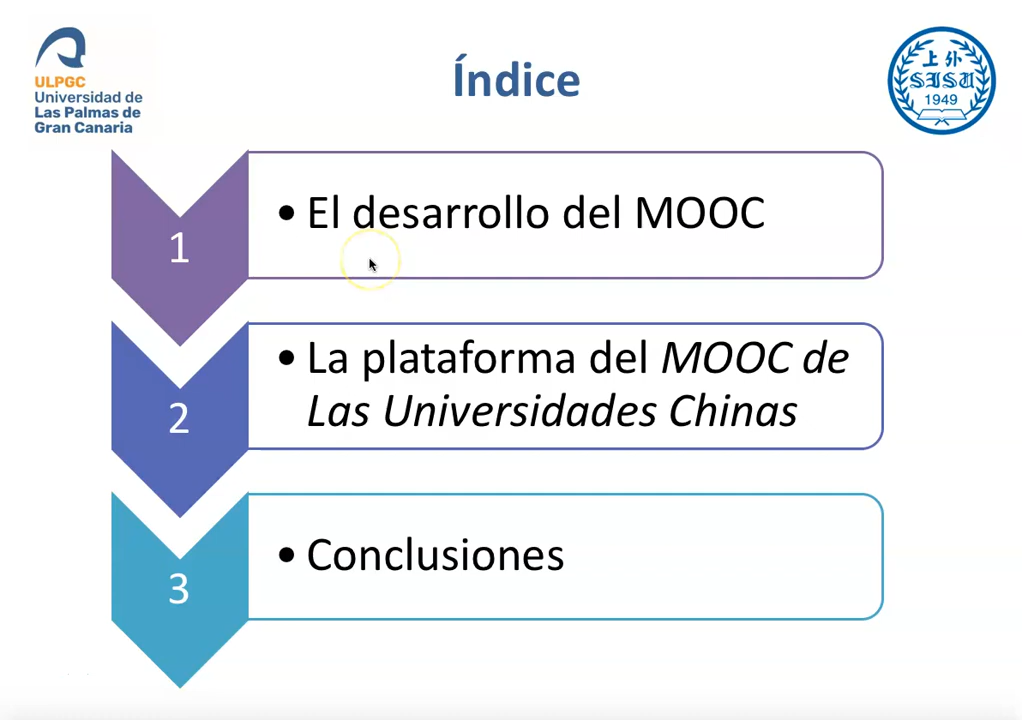 ULPGC
Universidad de
Las Palmas de
Gran Canaria
Índice
上外
SISU
1949
1
• El desarrollo del MOOC
2
• La plataforma del MOOC de
Las Universidades Chinas
3
• Conclusiones